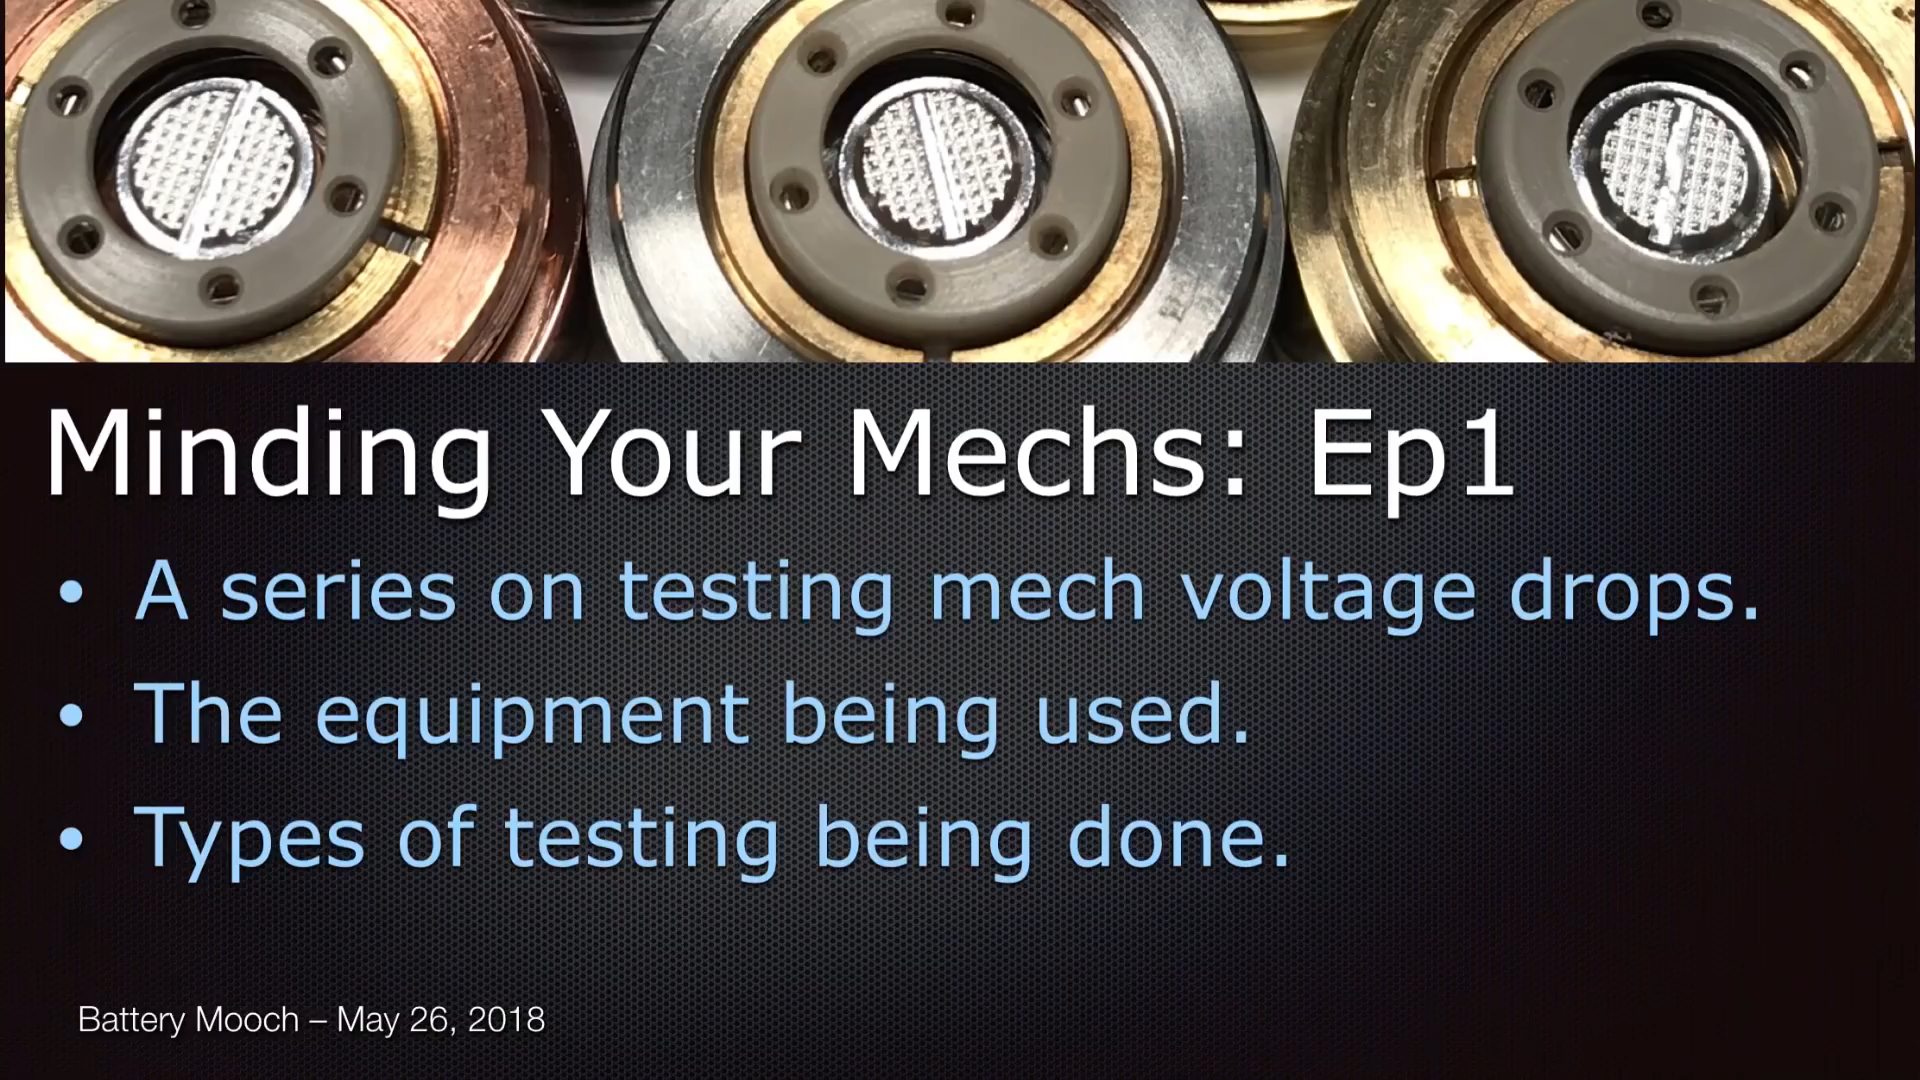 Minding Your Mechs: Ep1
• A series on testing mech voltage drops.
• The equipment being used.
• Types of testing being done.
Battery Mooch – May 26, 2018